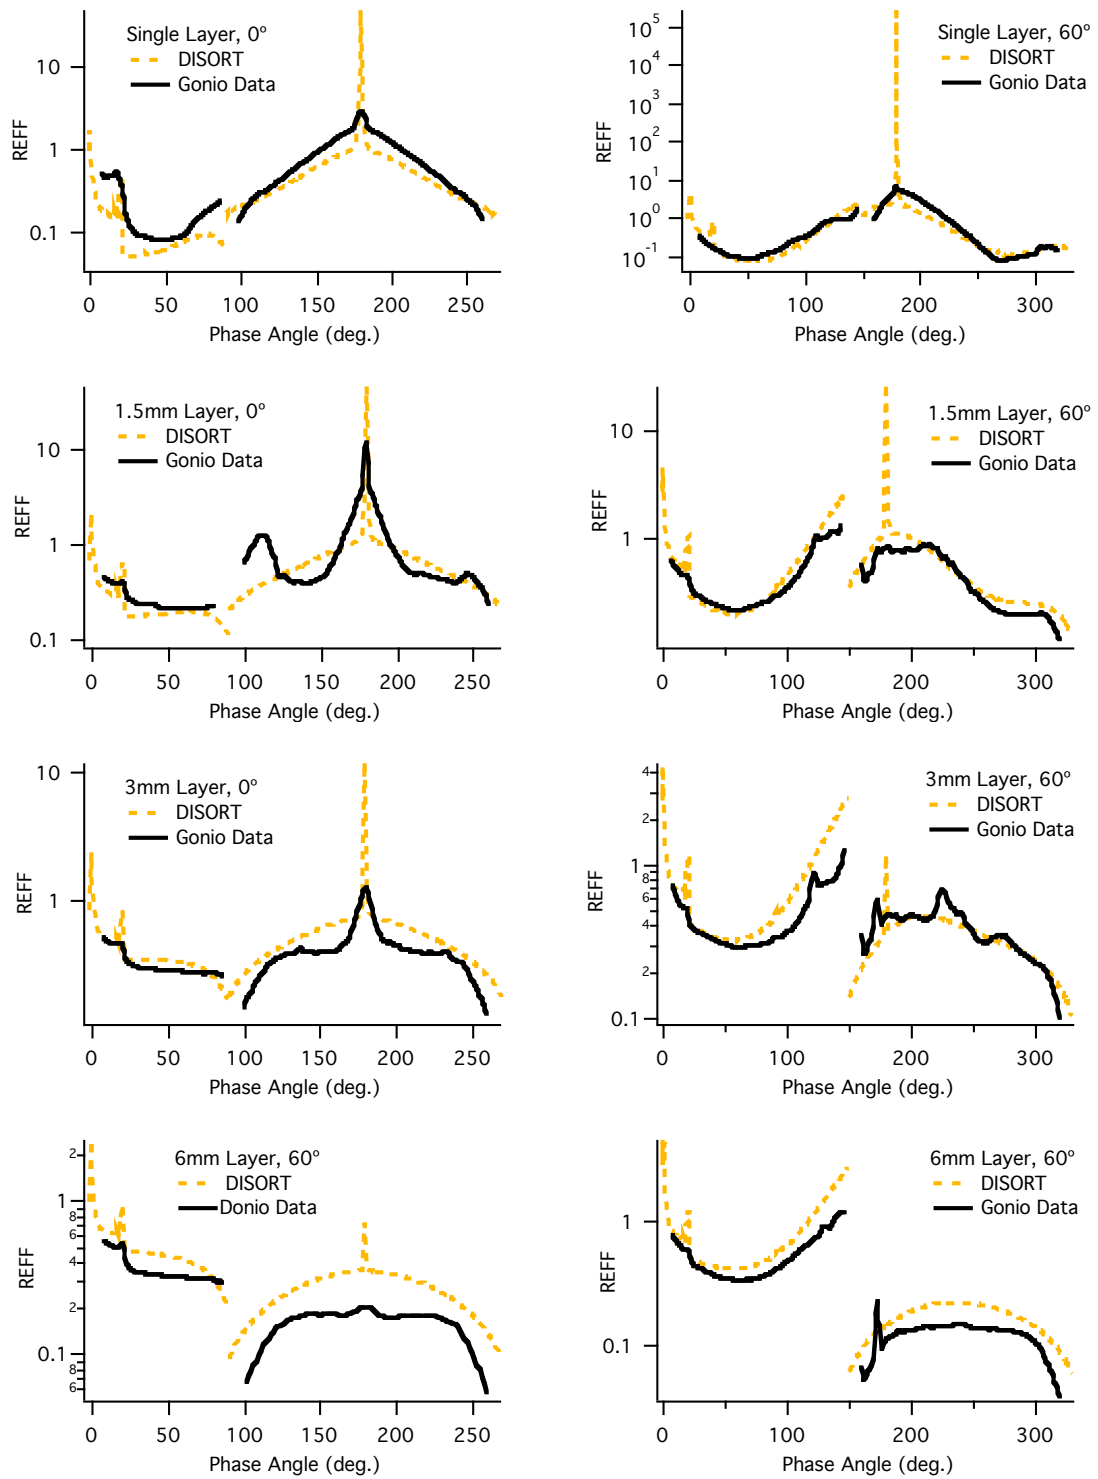 Single Layer, 0º
DISORT
Gonio Data
10
1
0.1
REFF
0
50
100
150
200
250
Phase Angle (deg.)
Single Layer, 60º
DISORT
Gonio Data
10^5
10^4
10^3
10^2
10^1
10^0
10^-1
REFF
0
100
200
300
Phase Angle (deg.)
1.5mm Layer, 0º
DISORT
Gonio Data
10
1
0.1
REFF
0
50
100
150
200
250
Phase Angle (deg.)
1.5mm Layer, 60º
DISORT
Gonio Data
10
1
REFF
0
100
200
300
Phase Angle (deg.)
3mm Layer, 0º
DISORT
Gonio Data
10
1
REFF
0
50
100
150
200
250
Phase Angle (deg.)
3mm Layer, 60º
DISORT
Gonio Data
4
2
1
8
6
4
2
0.1
REFF
0
100
200
300
Phase Angle (deg.)
6mm Layer, 60º
DISORT
Donio Data
2
1
8
6
4
2
0.1
8
6
REFF
0
50
100
150
200
250
Phase Angle (deg.)
6mm Layer, 60º
DISORT
Gonio Data
1
0.1
REFF
0
100
200
300
Phase Angle (deg.)